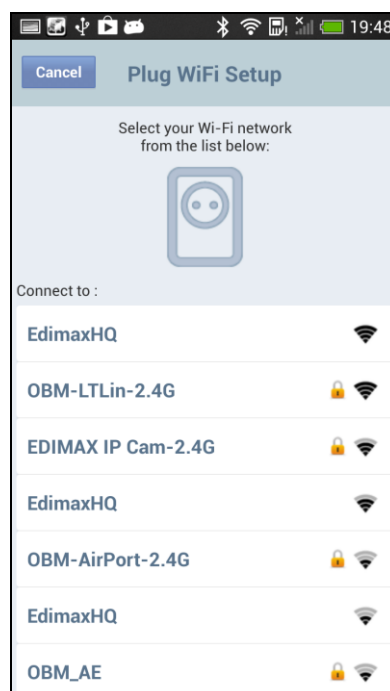 19:48
Cancel
Plug WiFi Setup
Select your Wi-Fi network
from the list below:
Connect to :
EdimaxHQ
OBM-LTLin-2.4G
EDIMAX IP Cam-2.4G
EdimaxHQ
OBM-AirPort-2.4G
EdimaxHQ
OBM_AE